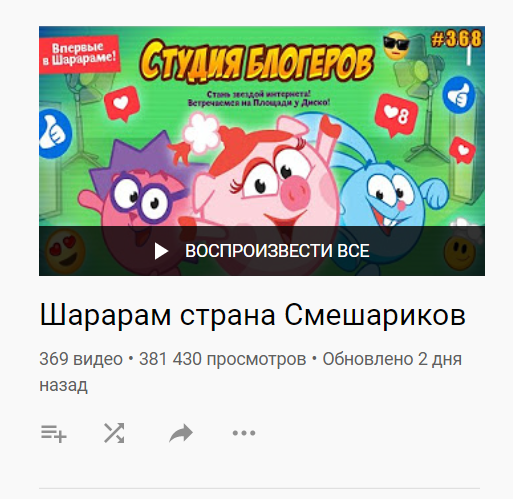 Впервые
в Шарараме!
СТУДИЯ БЛОГЕРОВ
#368
Стань звездой интернета!
Встречаемся на Площади у Диско!
8
ВОСПРОИЗВЕСТИ ВСЕ
Шарарам страна Смешариков
369 видео • 381 430 просмотров • Обновлено 2 дня
назад